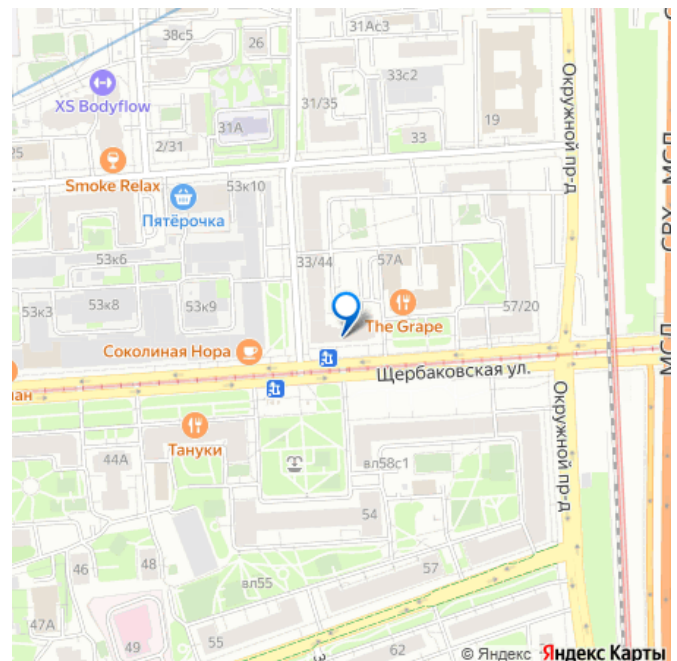 31Ас3
38с5
26
33с2
XS Bodyflow
31/35
Окружной пр-д
31А
33
19
2/31
25
Smoke Relax
53к10
Пятёрочка
МСД
СВХ
53к6
33/44
57А
53к3
53к8
53к9
The Grape
57/20
Соколиная Нора
Щербаковская ул.
МСД
ан
Тануки
44А
Окружной пр-д
вл58с1
54
46
48
вл55
57
47А
49
55
62
© Яндекс
Яндекс Карты